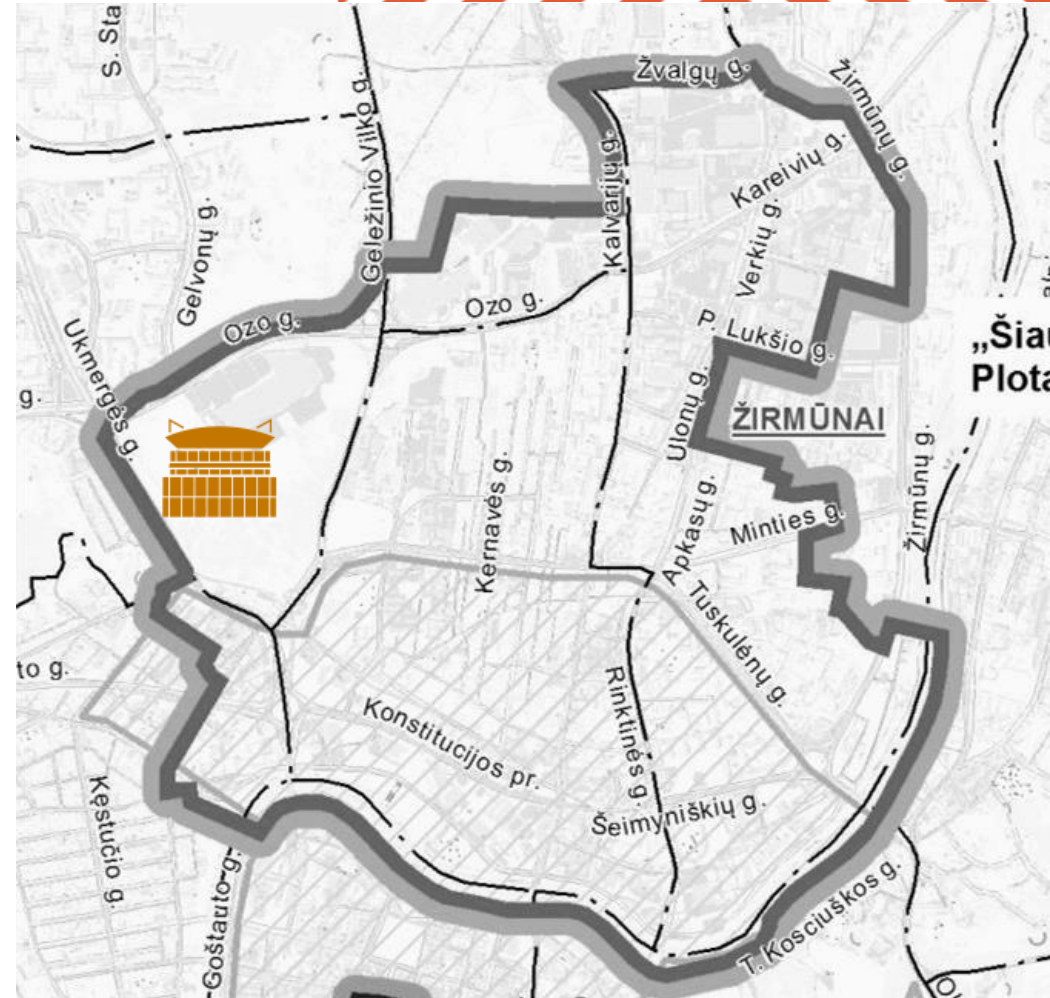 S. Sta
Žvalgų g.
Žirmūnų g.
Geležinio Vilko g.
Kalvarijų g.
Kareivių g.
Gelvonų g.
Verkių g.
Ozo g.
Ozo g.
Ukmergės g.
P. Lukšio g.
„Šiau
Plota
g.
Ulonų g.
ŽIRMŪNAI
Žirmūnų g.
Kernavės g.
Apkasų g.
Minties g.
Tuskulėnų g.
to g.
Rinktinės g.
Konstitucijos pr.
Šeimyniškių g.
Kęstučio g.
Goštauto g.
T. Kosciuškos g.